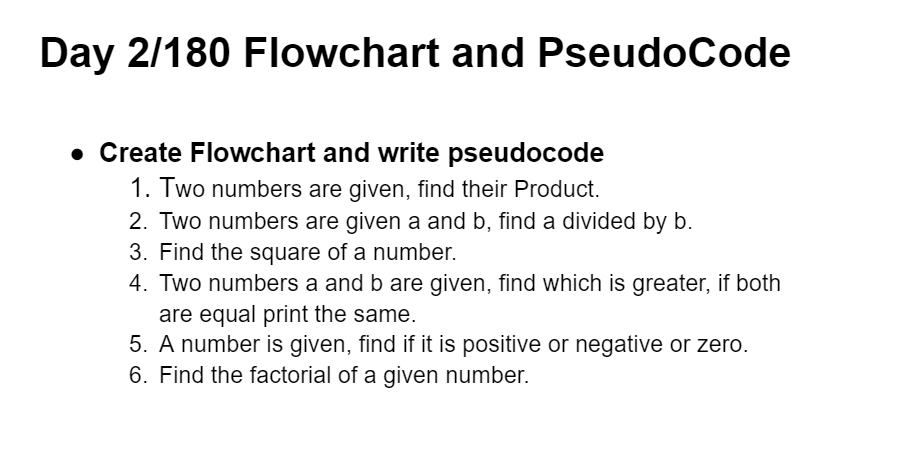 Day 2/180 Flowchart and PseudoCode
● Create Flowchart and write pseudocode
1. Two numbers are given, find their Product.
2. Two numbers are given a and b, find a divided by b.
3. Find the square of a number.
4. Two numbers a and b are given, find which is greater, if both
are equal print the same.
5. A number is given, find if it is positive or negative or zero.
6. Find the factorial of a given number.